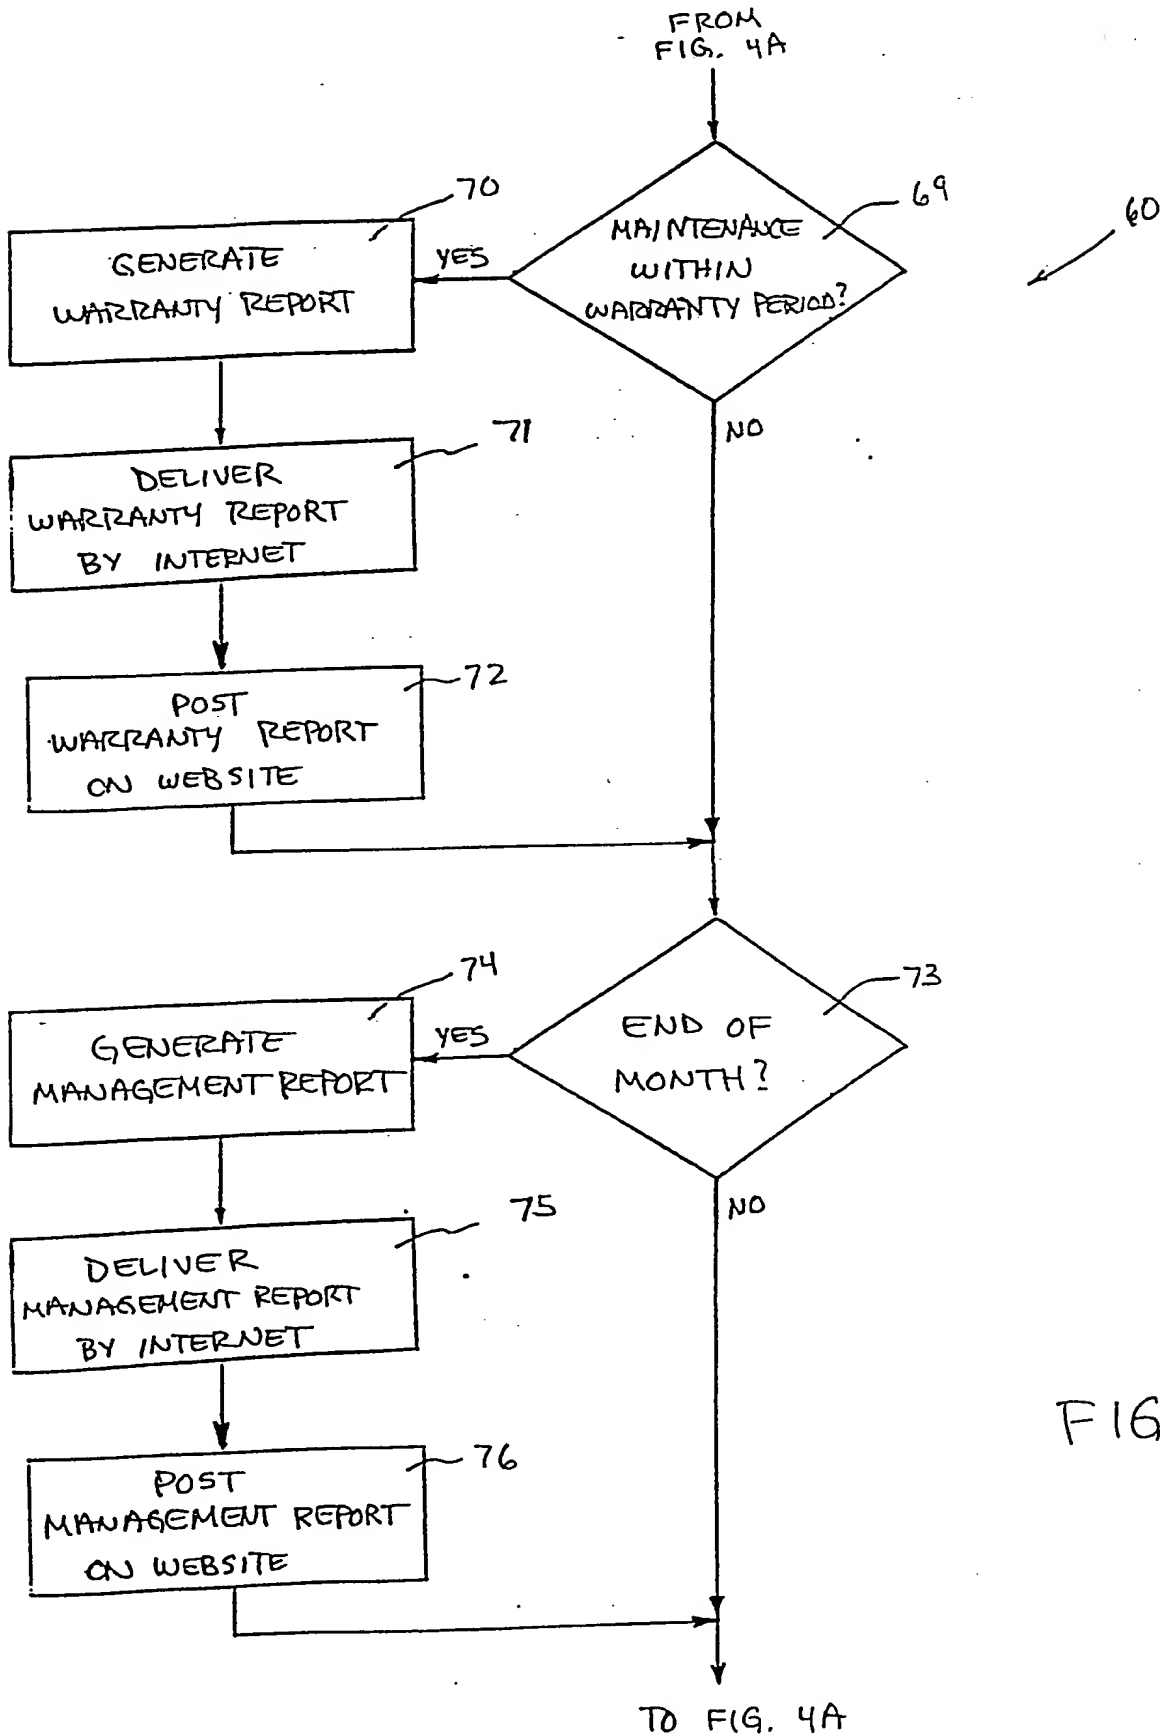 FROM
FIG. 4A
70
69
60
GENERATE
WARRANTY REPORT
YES
MAINTENANCE
WITHIN
WARRANTY PERIOD?
NO
71
DELIVER
WARRANTY REPORT
BY INTERNET
72
POST
WARRANTY REPORT
ON WEBSITE
74
73
GENERATE
MANAGEMENT REPORT
YES
END OF
MONTH?
NO
75
DELIVER
MANAGEMENT REPORT
BY INTERNET
FIG
76
POST
MANAGEMENT REPORT
ON WEBSITE
TO FIG. 4A